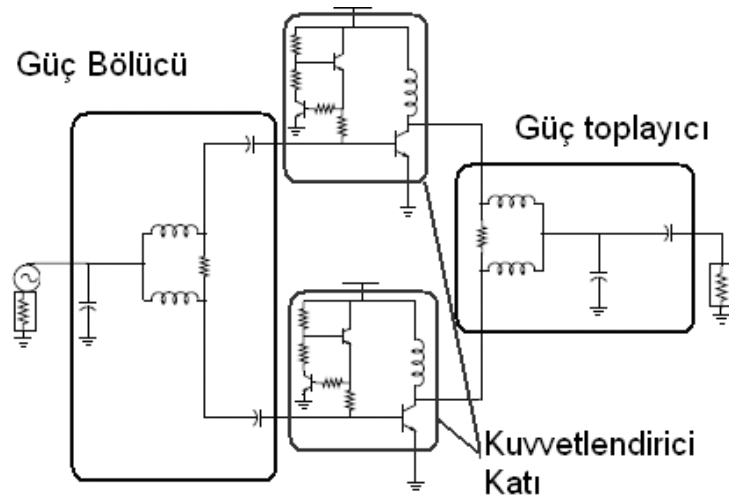 Güç Bölücü
Güç toplayıcı
Kuvvetlendirici
Katı